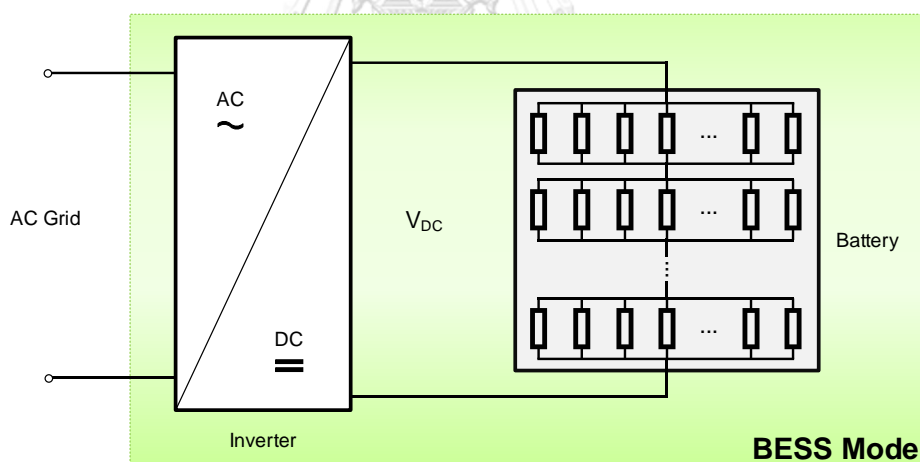 AC
~
AC Grid
V_DC
...
...
Battery
...
DC
=
...
Inverter
BESS Mode